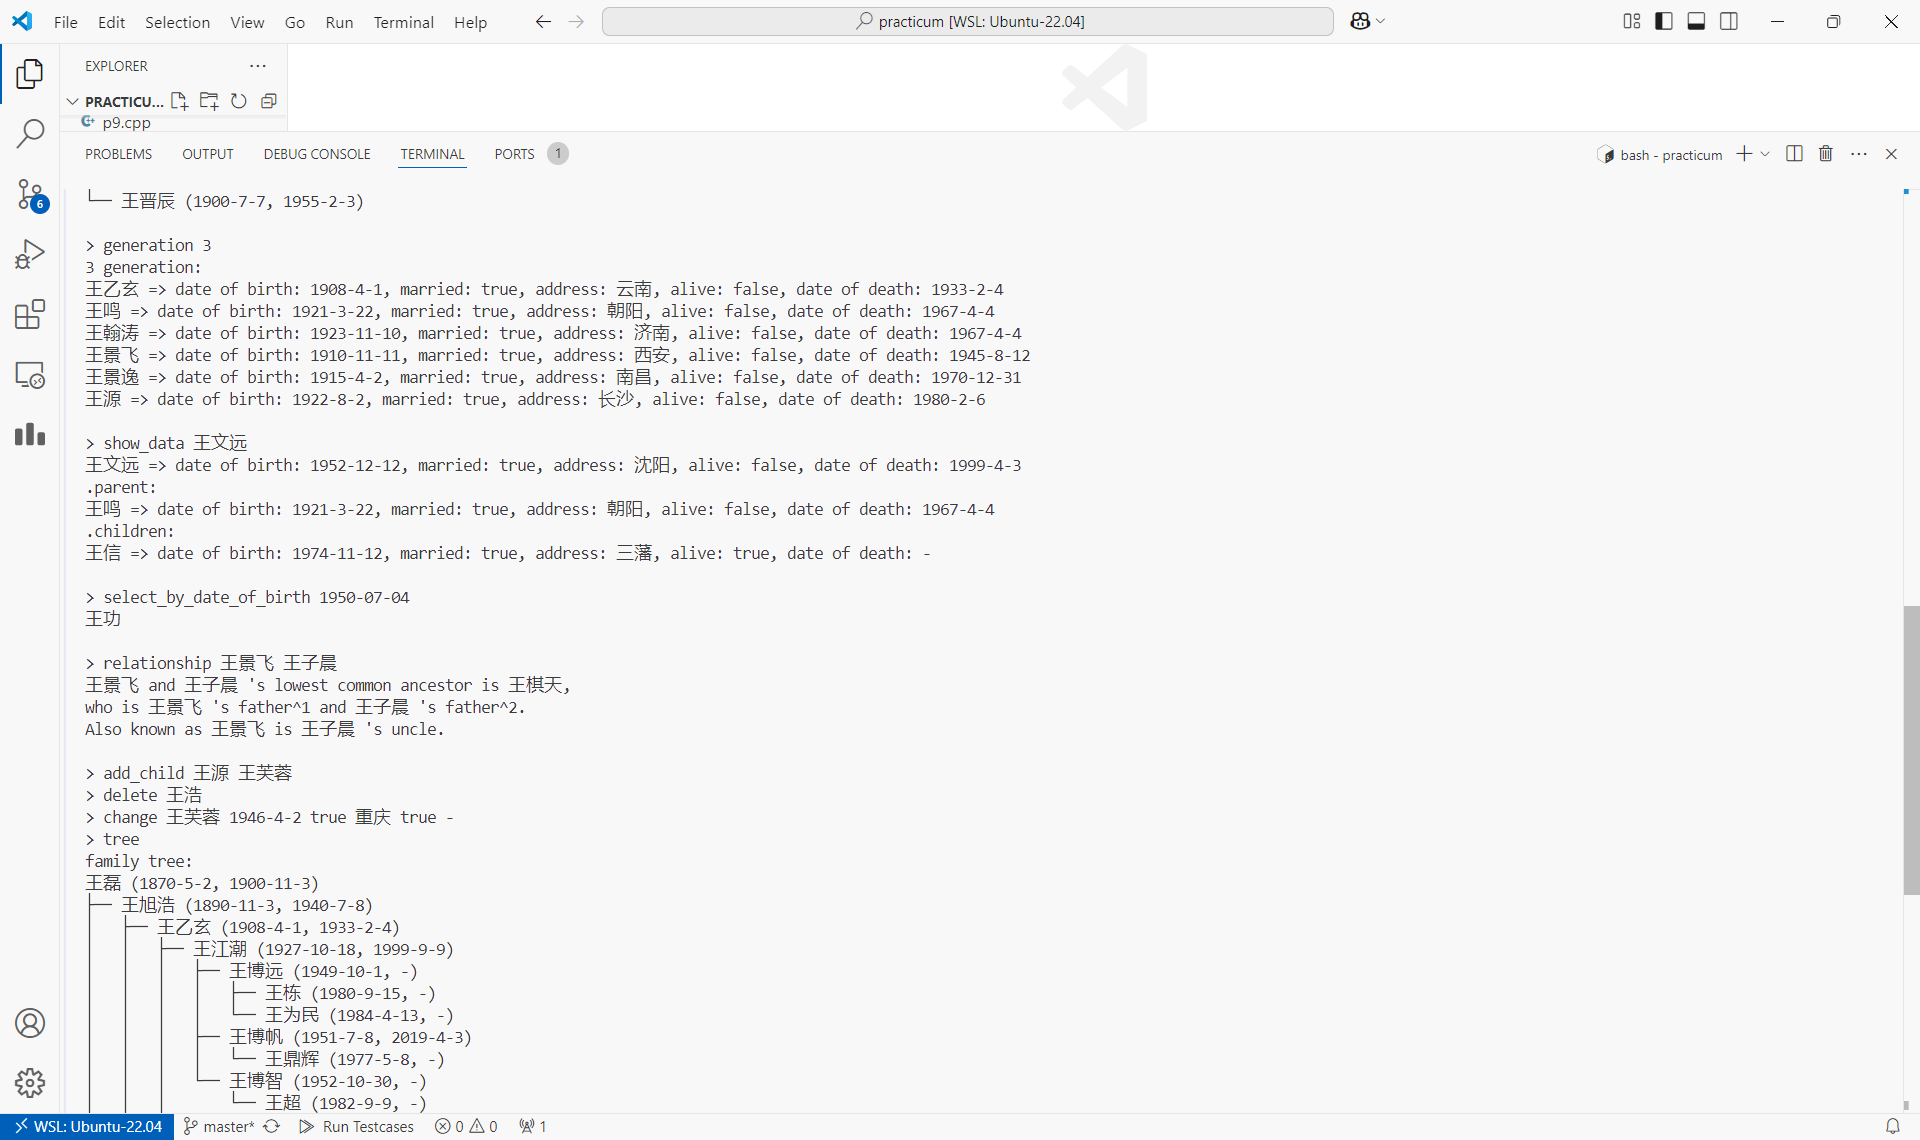 File Edit Selection View Go Run Terminal Help practicum [WSL: Ubuntu-22.04]
EXPLORER
PRACTICU...
p9.cpp
PROBLEMS OUTPUT DEBUG CONSOLE TERMINAL PORTS 1 bash - practicum
└── 王晋辰 (1900-7-7, 1955-2-3)
> generation 3
3 generation:
王乙玄 => date of birth: 1908-4-1, married: true, address: 云南, alive: false, date of death: 1933-2-4
王鸣 => date of birth: 1921-3-22, married: true, address: 朝阳, alive: false, date of death: 1967-4-4
王翰涛 => date of birth: 1923-11-10, married: true, address: 济南, alive: false, date of death: 1967-4-4
王景飞 => date of birth: 1910-11-11, married: true, address: 西安, alive: false, date of death: 1945-8-12
王景逸 => date of birth: 1915-4-2, married: true, address: 南昌, alive: false, date of death: 1970-12-31
王源 => date of birth: 1922-8-2, married: true, address: 长沙, alive: false, date of death: 1980-2-6
> show_data 王文远
王文远 => date of birth: 1952-12-12, married: true, address: 沈阳, alive: false, date of death: 1999-4-3
.parent:
王鸣 => date of birth: 1921-3-22, married: true, address: 朝阳, alive: false, date of death: 1967-4-4
.children:
王信 => date of birth: 1974-11-12, married: true, address: 三藩, alive: true, date of death: -
> select_by_date_of_birth 1950-07-04
王功
> relationship 王景飞 王子晨
王景飞 and 王子晨 's lowest common ancestor is 王棋天,
who is 王景飞 's father^1 and 王子晨 's father^2.
Also known as 王景飞 is 王子晨 's uncle.
> add_child 王源 王芙蓉
> delete 王浩
> change 王芙蓉 1946-4-2 true 重庆 true -
> tree
family tree:
王磊 (1870-5-2, 1900-11-3)
├── 王旭浩 (1890-11-3, 1940-7-8)
│   ├── 王乙玄 (1908-4-1, 1933-2-4)
│   │   ├── 王江潮 (1927-10-18, 1999-9-9)
│   │   │   ├── 王博远 (1949-10-1, -)
│   │   │   │   ├── 王栋 (1980-9-15, -)
│   │   │   │   └── 王为民 (1984-4-13, -)
│   │   │   ├── 王博帆 (1951-7-8, 2019-4-3)
│   │   │   │   └── 王鼎辉 (1977-5-8, -)
│   │   │   └── 王博智 (1952-10-30, -)
│   │   │       └── 王超 (1982-9-9, -)
6
WSL: Ubuntu-22.04 master* Run Testcases 0 0 1